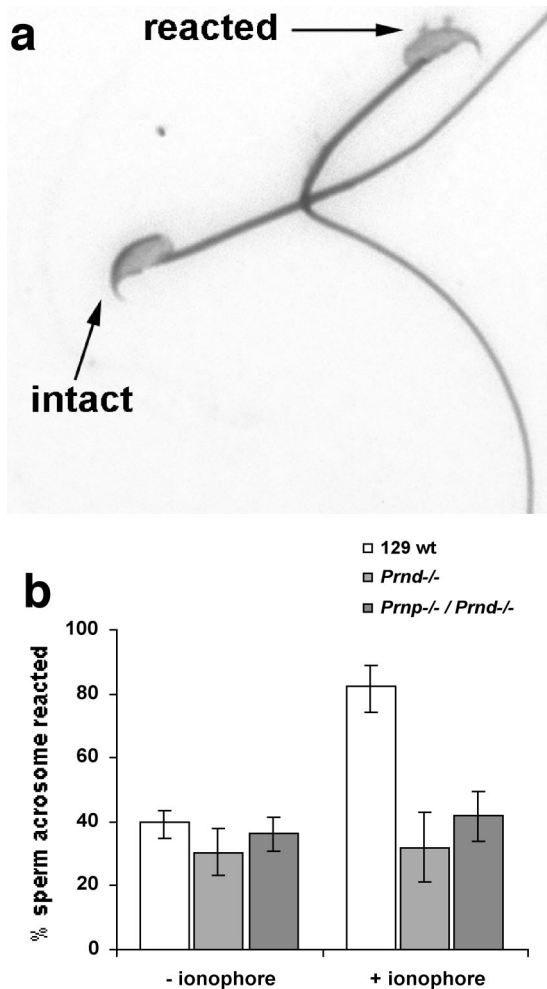 a
reacted
intact
b
129 wt
Prnd-/-
Prnp-/- / Prnd-/-
% sperm acrosome reacted
100
80
60
40
20
0
- ionophore
+ ionophore